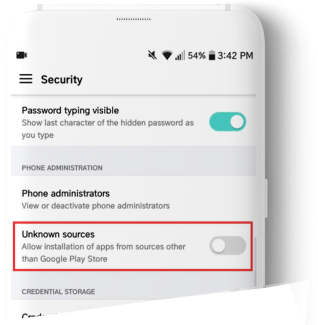 54% 3:42 PM
Security
Password typing visible
Show last character of the hidden password as
you type
PHONE ADMINISTRATION
Phone administrators
View or deactivate phone administrators
Unknown sources
Allow installation of apps from sources other
than Google Play Store
CREDENTIAL STORAGE